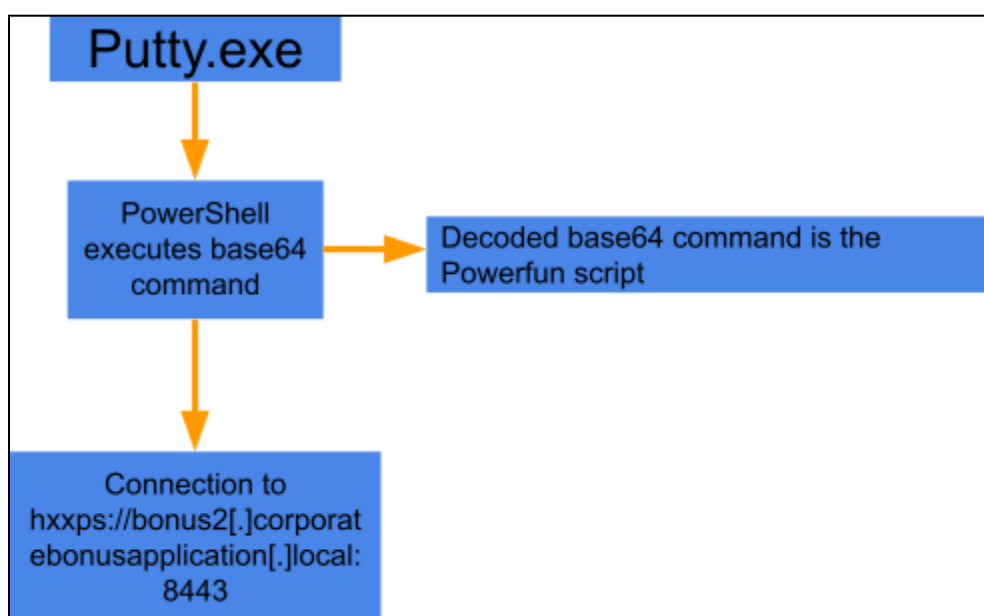 Putty.exe
PowerShell
executes base64
command
Decoded base64 command is the
Powerfun script
Connection to
hxxps://bonus2[.]corporat
ebonusapplication[.]local:
8443